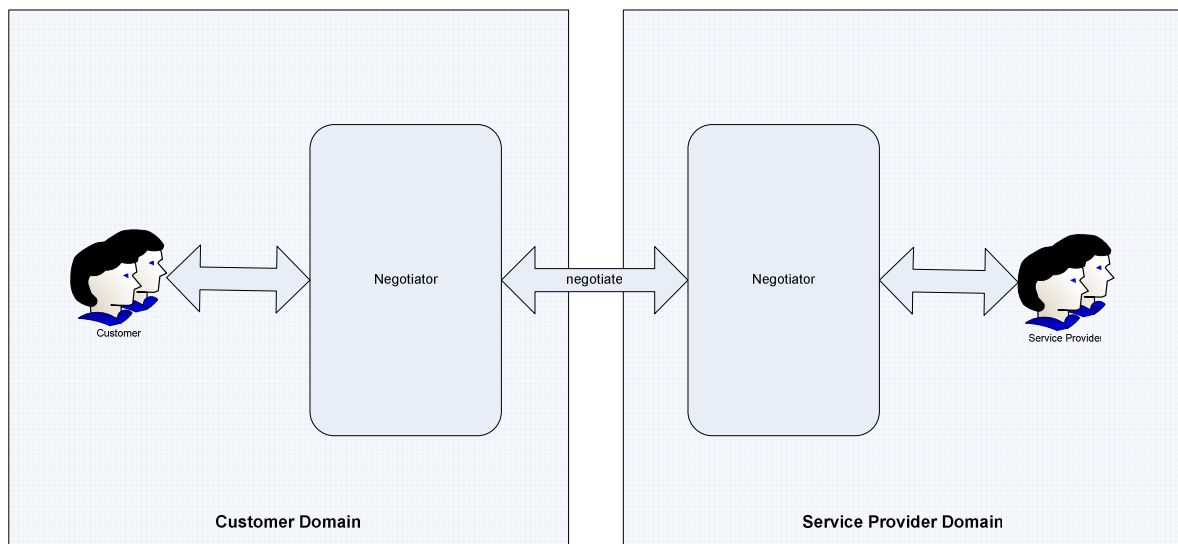 Negotiator
negotiate
Negotiator
Customer
Service Provider
Customer Domain
Service Provider Domain